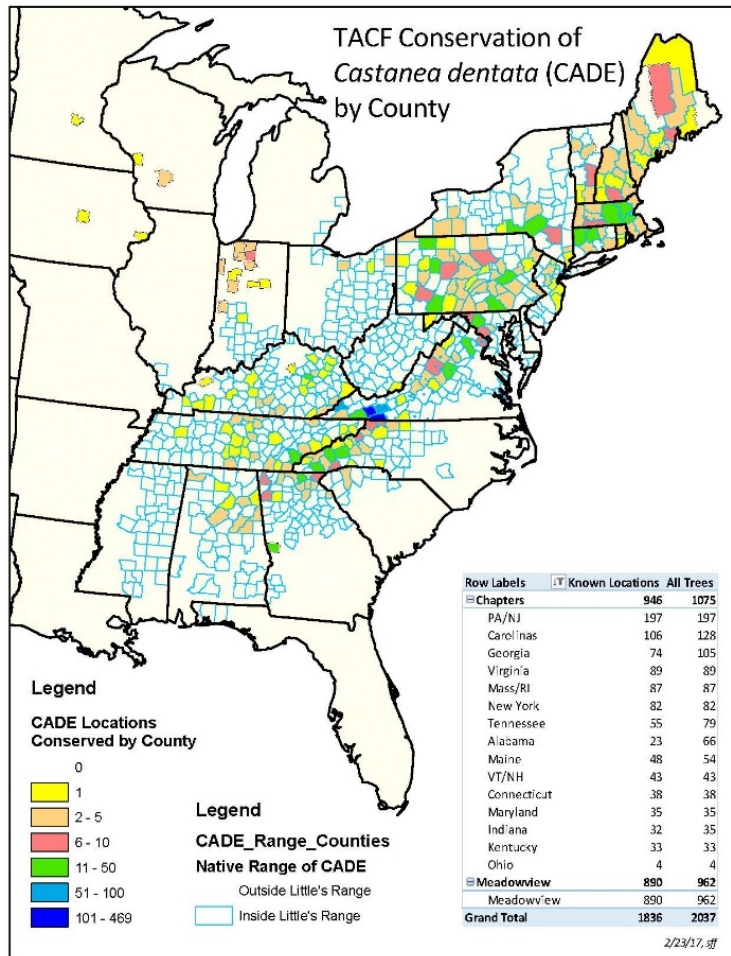 TACF Conservation of
Castanea dentata (CADE)
by County
Row Labels Known Locations All Trees
Chapters 946 1075
PA/NJ 197 197
Carolinas 106 128
Georgia 74 105
Virginia 89 89
Mass/RI 87 87
New York 82 82
Tennessee 55 79
Alabama 23 66
Maine 48 54
VT/NH 43 43
Connecticut 38 38
Maryland 35 35
Indiana 32 35
Kentucky 33 33
Ohio 4 4
Meadowview 890 962
Meadowview 890 962
Grand Total 1836 2037
2/23/17, sff
Legend
CADE Locations
Conserved by County
0
1
2 - 5
6 - 10
11 - 50
51 - 100
101 - 469
Legend
CADE_Range_Counties
Native Range of CADE
Outside Little's Range
Inside Little's Range